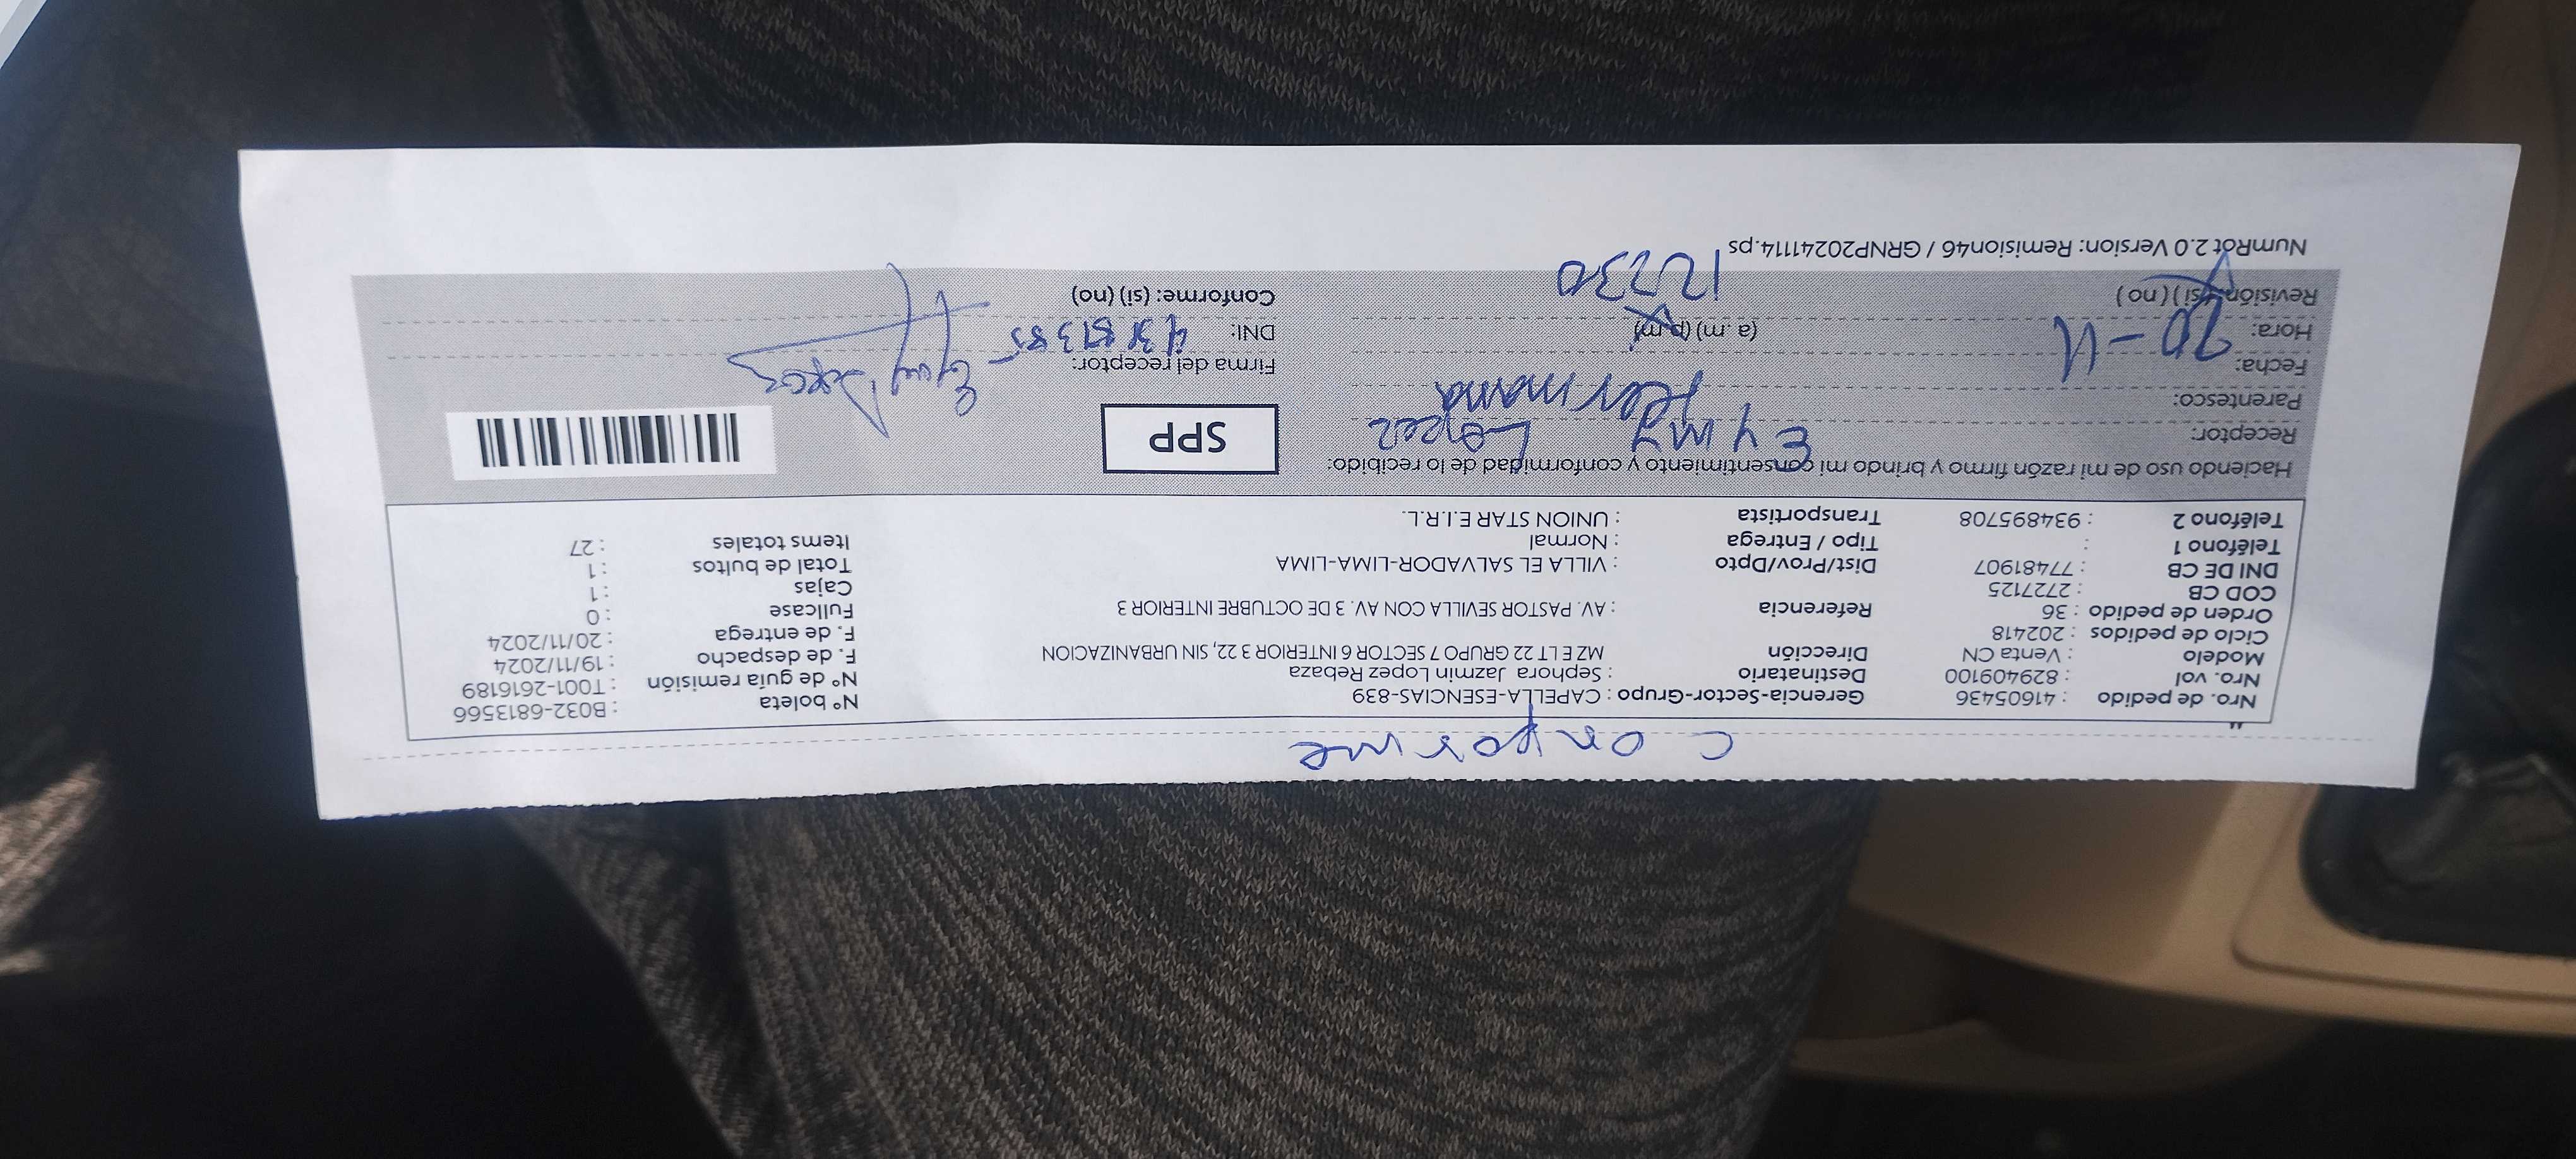 conforme
Nro. de pedido : 41605436 Gerencia-Sector-Grupo : CAPELLA-ESENCIAS-839 N° boleta : B032-6813566
Nro. vol : 829409100 Destinatario : Sephora Jazmin Lopez Rebaza N° de guía remisión : T001-2616189
Modelo : Venta CN Dirección MZ E LT 22 GRUPO 7 SECTOR 6 INTERIOR 3 22, SIN URBANIZACION F. de despacho : 19/11/2024
Ciclo de pedidos : 202418 F. de entrega : 20/11/2024
Orden de pedido : 36 Referencia : AV. PASTOR SEVILLA CON AV. 3 DE OCTUBRE INTERIOR 3 Fullcase : 0
COD CB : 2727125 Cajas : 1
DNI DE CB : 77481907 Dist/Prov/Dpto : VILLA EL SALVADOR-LIMA-LIMA Total de bultos : 1
Teléfono 1 : Tipo / Entrega : Normal Items totales : 27
Teléfono 2 : 934895708 Transportista : UNION STAR E.I.R.L.
Haciendo uso de mi razón firmo y brindo mi consentimiento y conformidad de lo recibido:
Receptor: Eymy Lopez SPP
Parentesco: Hermana
Fecha: 20-11 Firma del receptor:
Hora: (a.m) (p.m) DNI:
Revisión: (si) (no) 12:30 Conforme: (si) (no)
NumRot 2.0 Version: Remision46 / GRNP20241114.ps